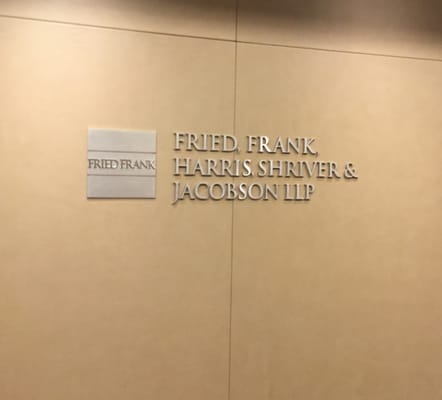 FRIED FRANK
FRIED, FRANK,
HARRIS, SHRIVER &
JACOBSON LLP